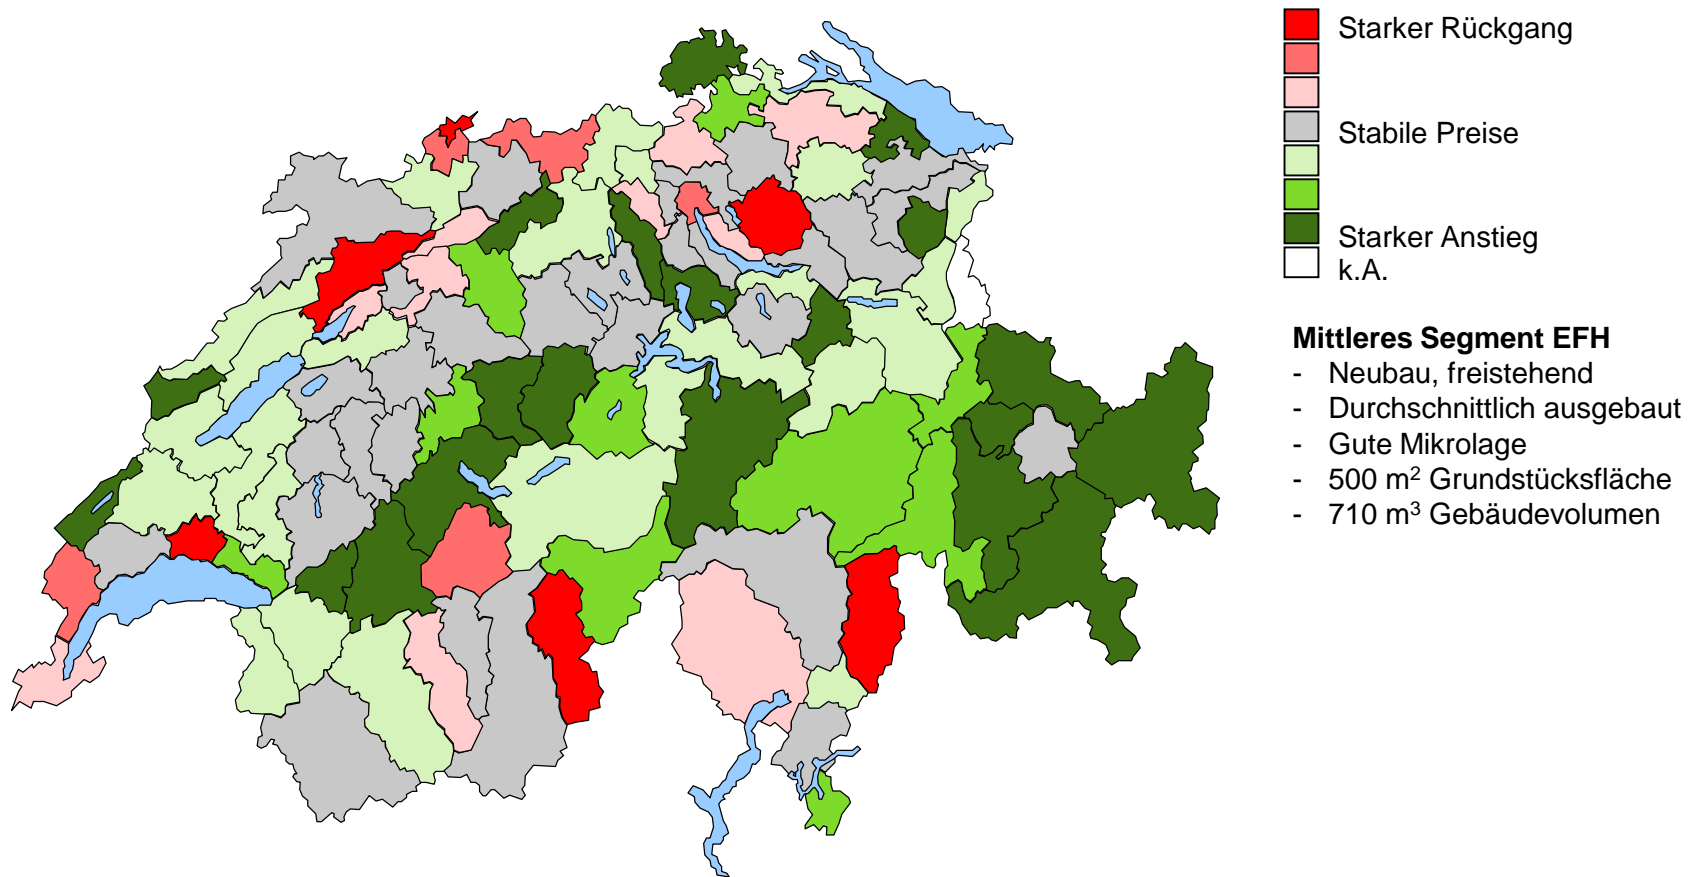 Starker Rückgang
Stabile Preise
Starker Anstieg
k.A.
Mittleres Segment EFH
- Neubau, freistehend
- Durchschnittlich ausgebaut
- Gute Mikrolage
- 500 m² Grundstücksfläche
- 710 m³ Gebäudevolumen